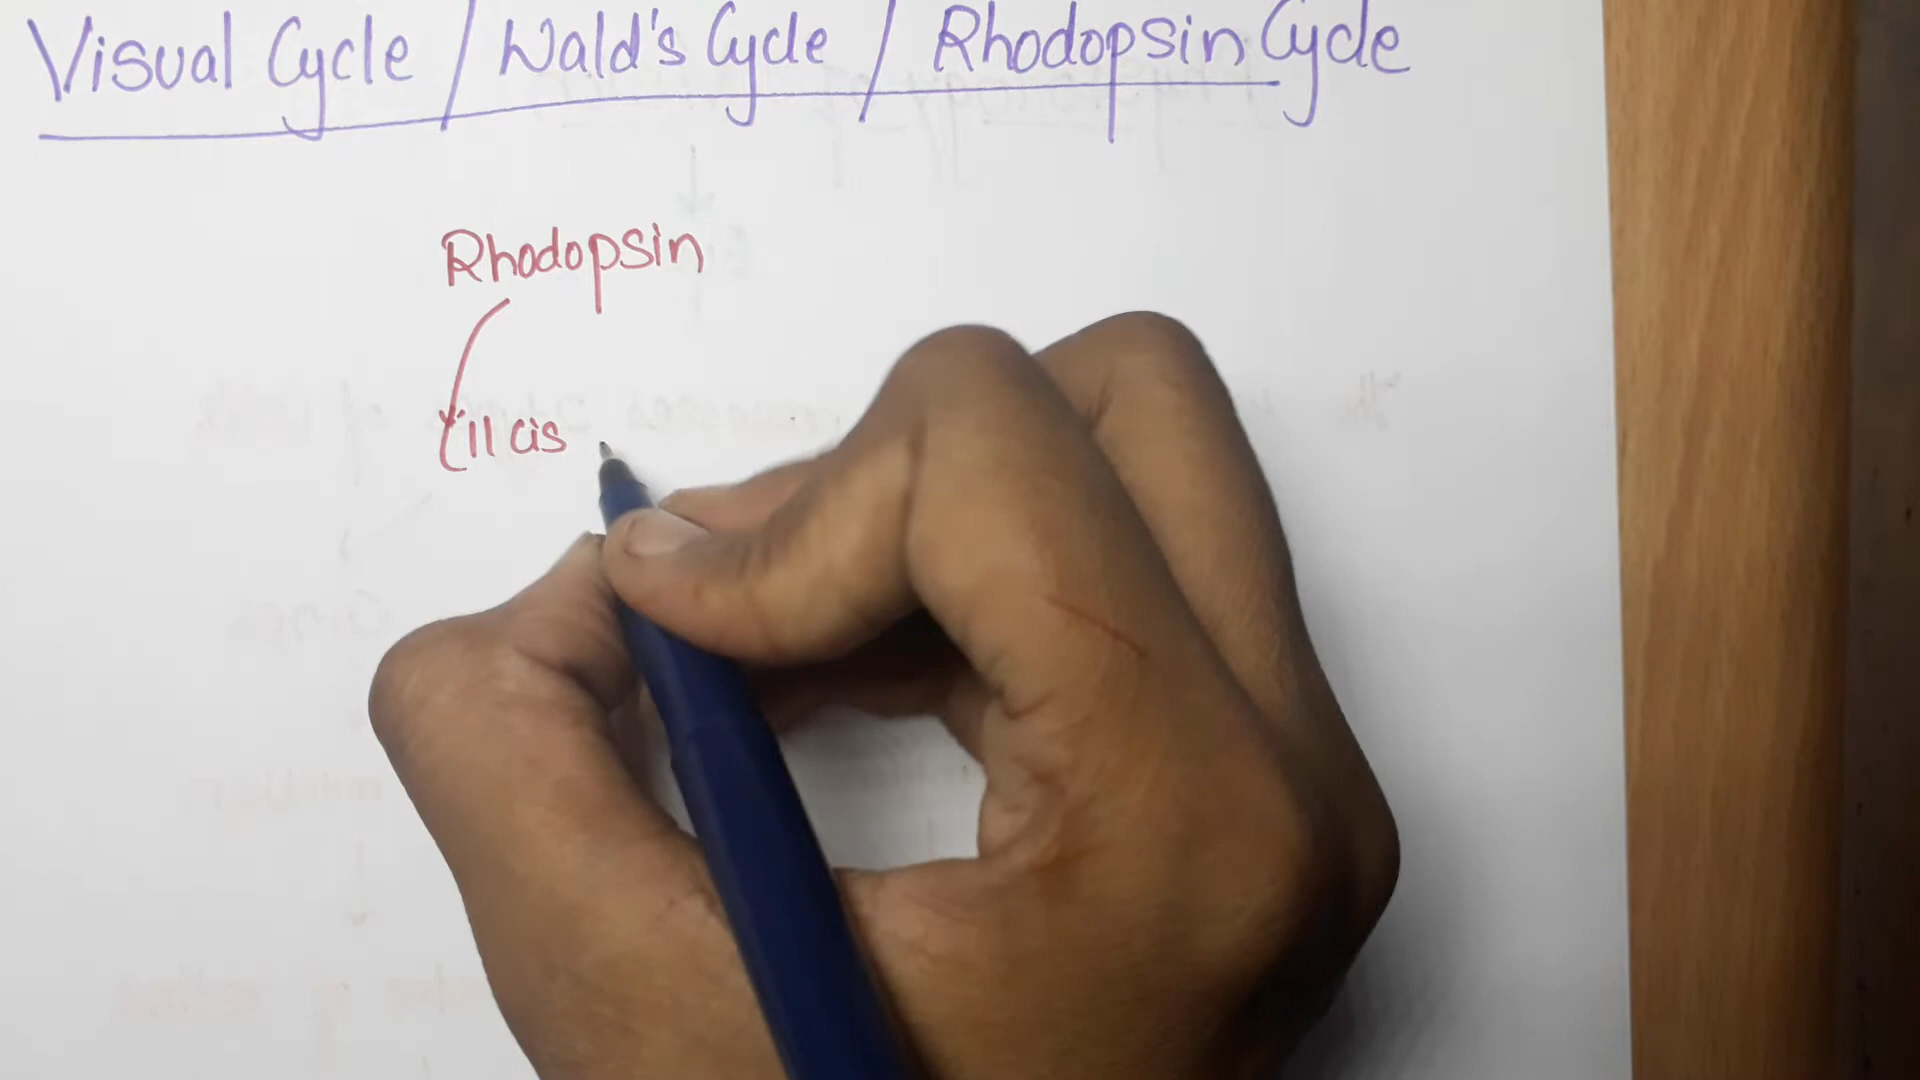 Visual Cycle / Wald's Cycle / Rhodopsin Cycle
Rhodopsin
(11 cis